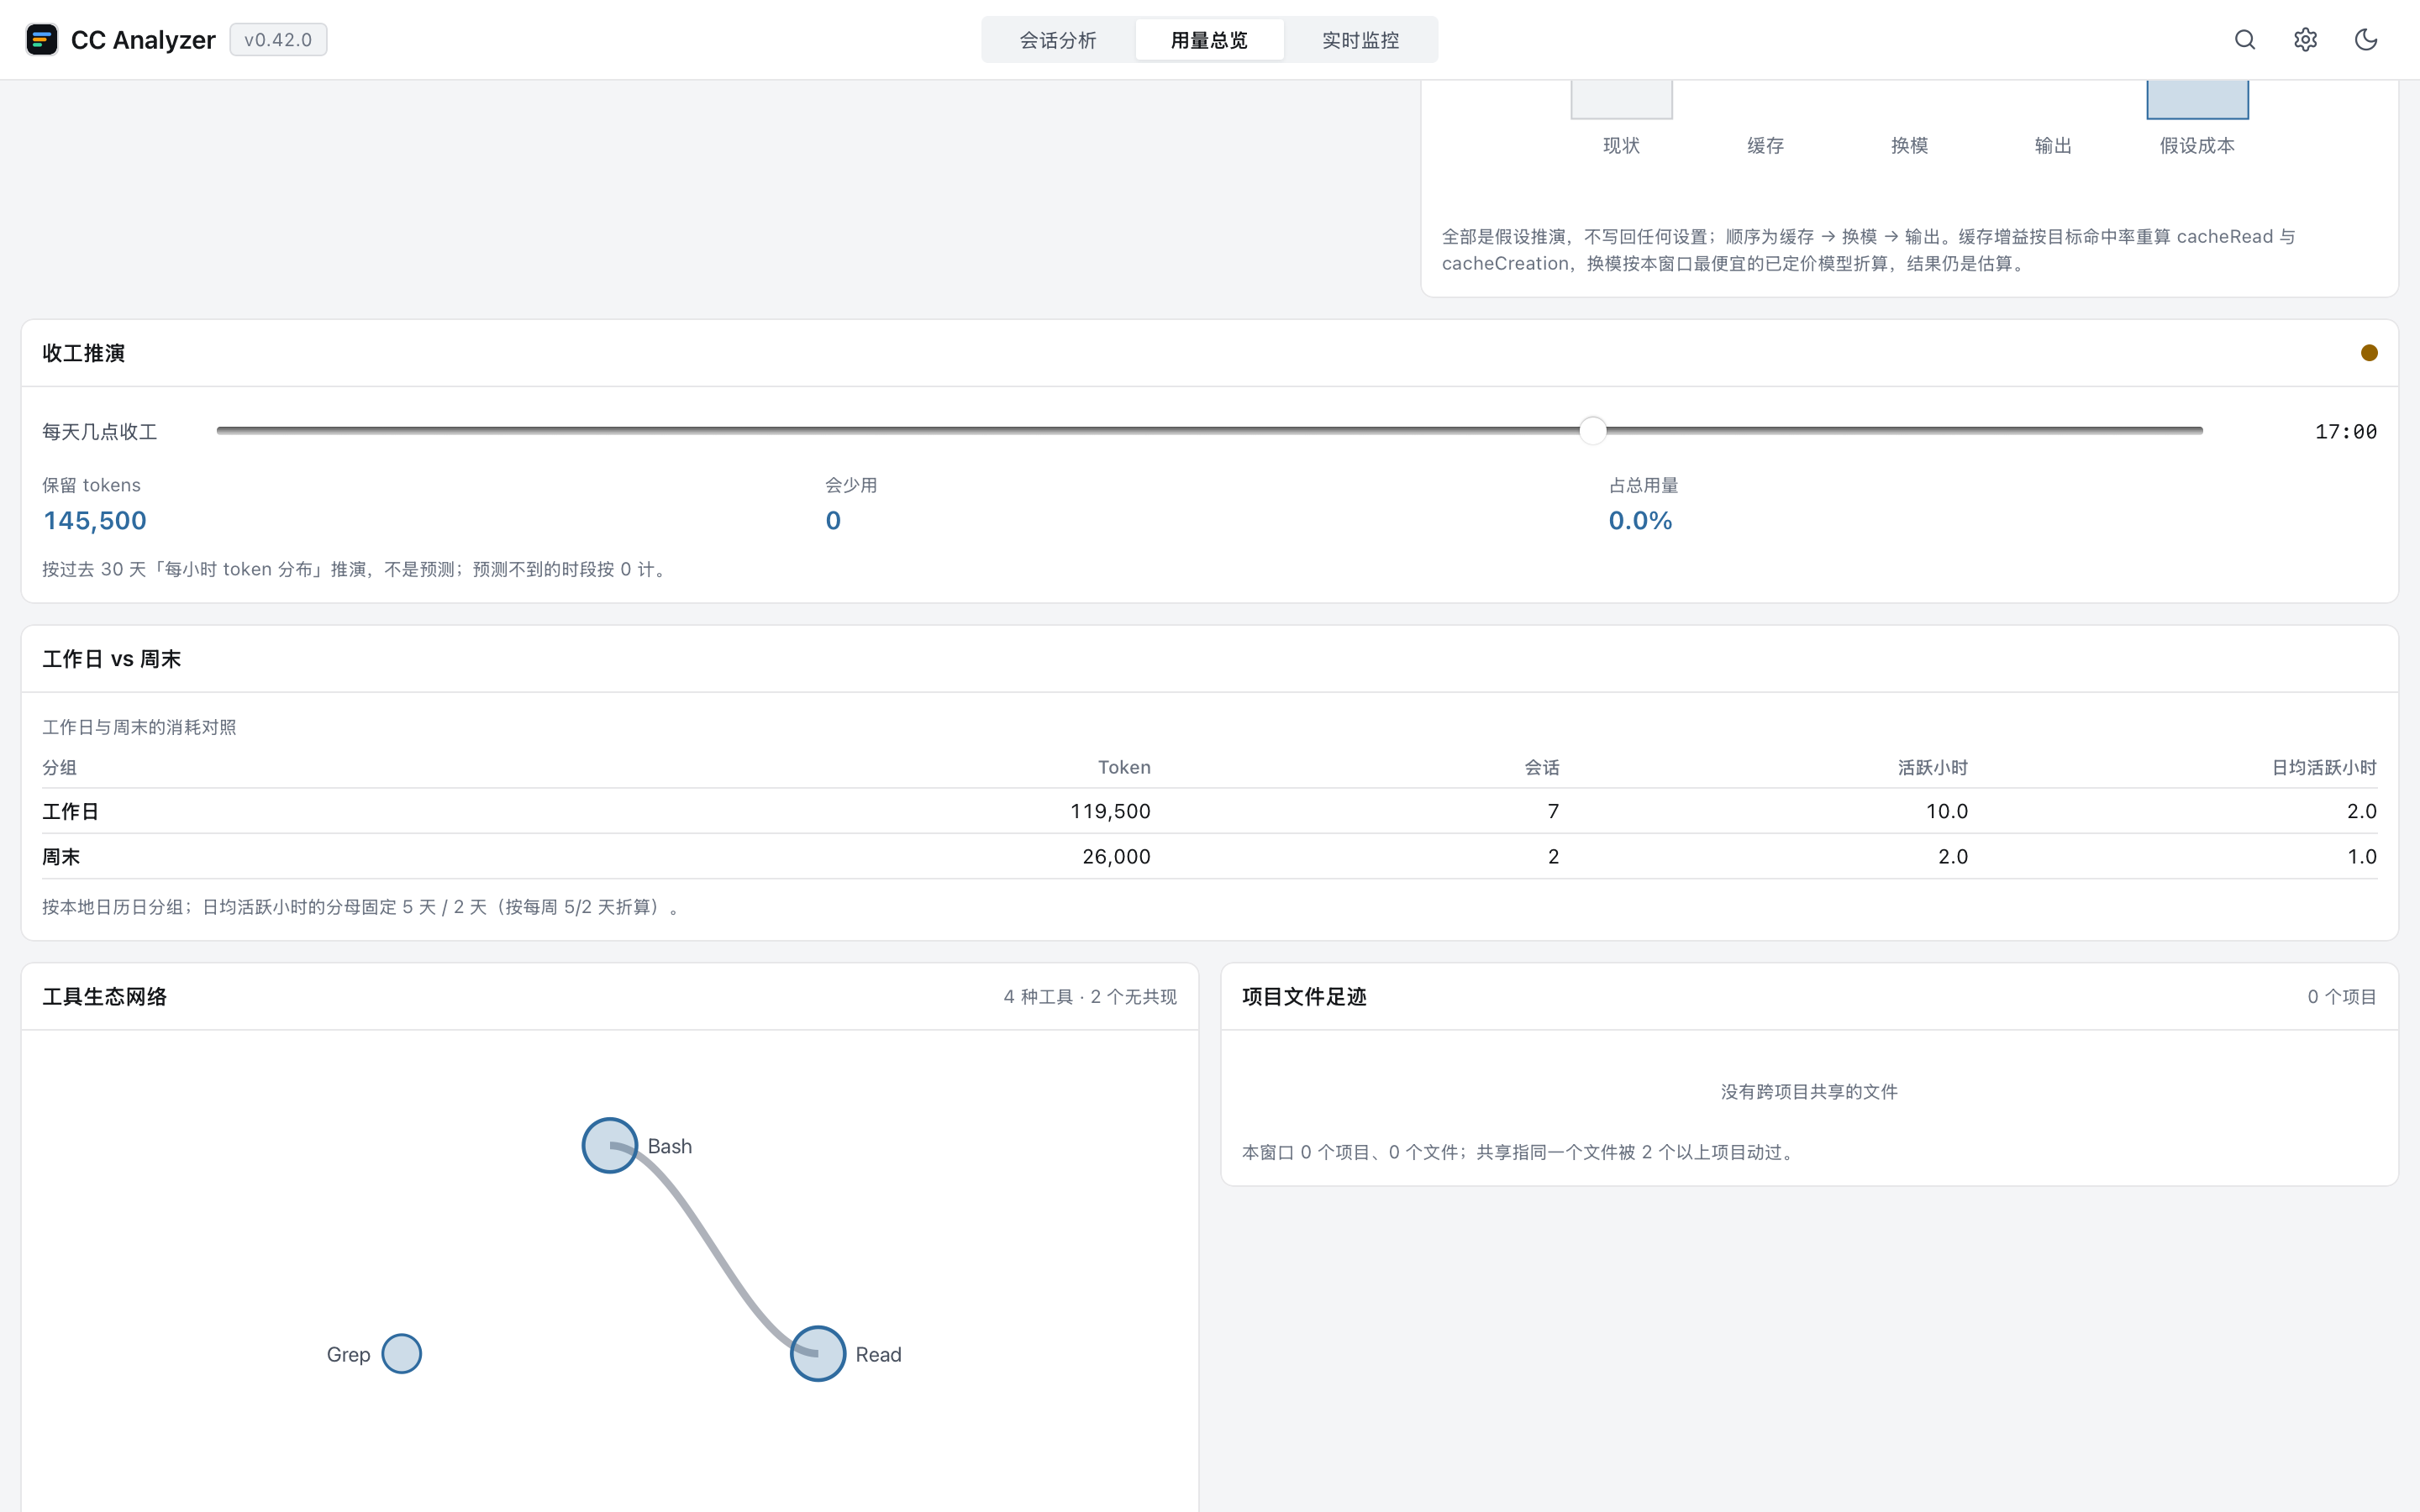 CC Analyzer v0.42.0 会话分析 用量总览 实时监控
现状 缓存 换模 输出 假设成本
全部是假设推演，不写回任何设置；顺序为缓存 → 换模 → 输出。缓存增益按目标命中率重算 cacheRead 与
cacheCreation，换模按本窗口最便宜的已定价模型折算，结果仍是估算。
收工推演
每天几点收工 17:00
保留 tokens 会少用 占总用量
145,500 0 0.0%
按过去 30 天「每小时 token 分布」推演，不是预测；预测不到的时段按 0 计。
工作日 vs 周末
工作日与周末的消耗对照
分组 Token 会话 活跃小时 日均活跃小时
工作日 119,500 7 10.0 2.0
周末 26,000 2 2.0 1.0
按本地日历日分组；日均活跃小时的分母固定 5 天 / 2 天（按每周 5/2 天折算）。
工具生态网络 4 种工具 · 2 个无共现
Bash
Grep
Read
项目文件足迹 0 个项目
没有跨项目共享的文件
本窗口 0 个项目、0 个文件；共享指同一个文件被 2 个以上项目动过。